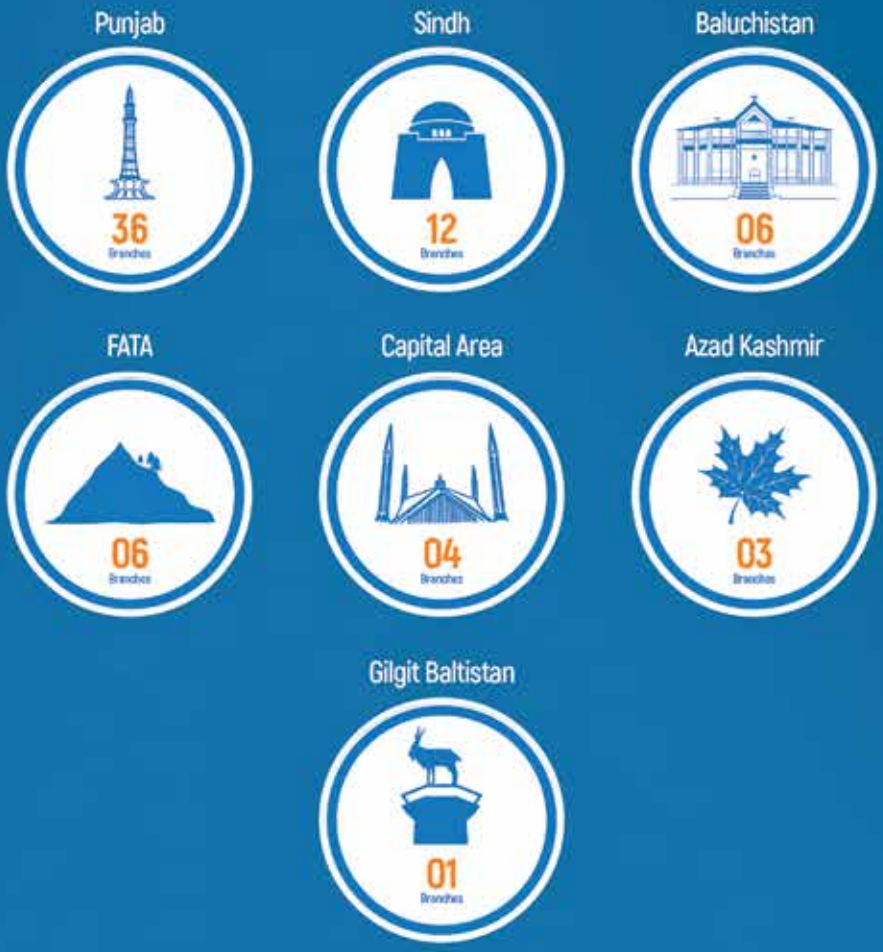 Punjab
Sindh
Baluchistan
36
Branches
12
Branches
06
Branches
FATA
Capital Area
Azad Kashmir
06
Branches
04
Branches
03
Branches
Gilgit Baltistan
01
Branches